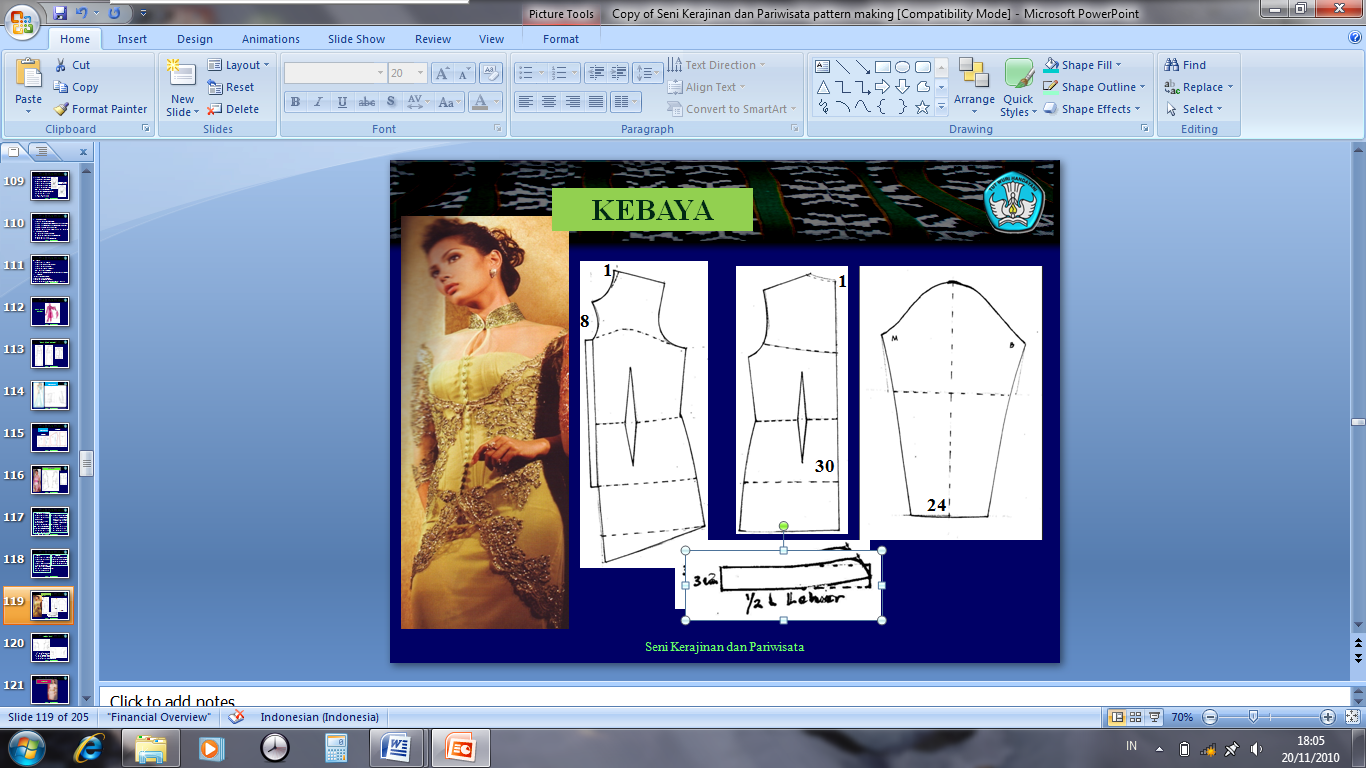 Picture Tools
Copy of Seni Kerajinan dan Pariwisata pattern making [Compatibility Mode] - Microsoft PowerPoint
Home Insert Design Animations Slide Show Review View Format
Paste
Cut
Copy
Format Painter
Clipboard
New Slide
Layout
Reset
Delete
Slides
20
B I U abc S AV Aa A
Font
Paragraph
Text Direction
Align Text
Convert to SmartArt
Arrange
Quick Styles
Shape Fill
Shape Outline
Shape Effects
Drawing
Find
Replace
Select
Editing
109
110
111
112
113
114
115
116
117
118
119
120
121
KEBAYA
1
8
1
30
M
B
24
½ L Leher
Seni Kerajinan dan Pariwisata
Click to add notes
Slide 119 of 205
"Financial Overview"
Indonesian (Indonesia)
70%
IN
18:05
20/11/2010